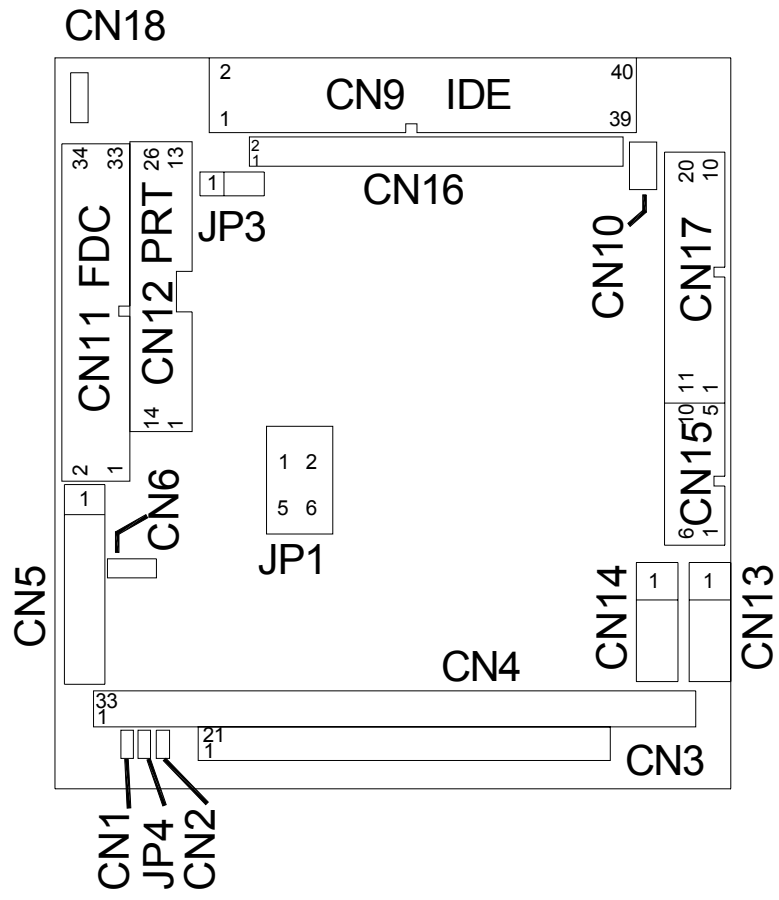 CN18
2 40
CN9 IDE
1 39
34 33
26 13
2
1
CN16
1
JP3
20 10
CN11 FDC
CN12 PRT
CN10
CN17
11 1
14 1
10 5
CN15
6 1
2 1
1 2
5 6
JP1
1
CN6
CN5
CN14
1
1
CN13
CN4
33
1
21
1
CN3
CN1
JP4
CN2